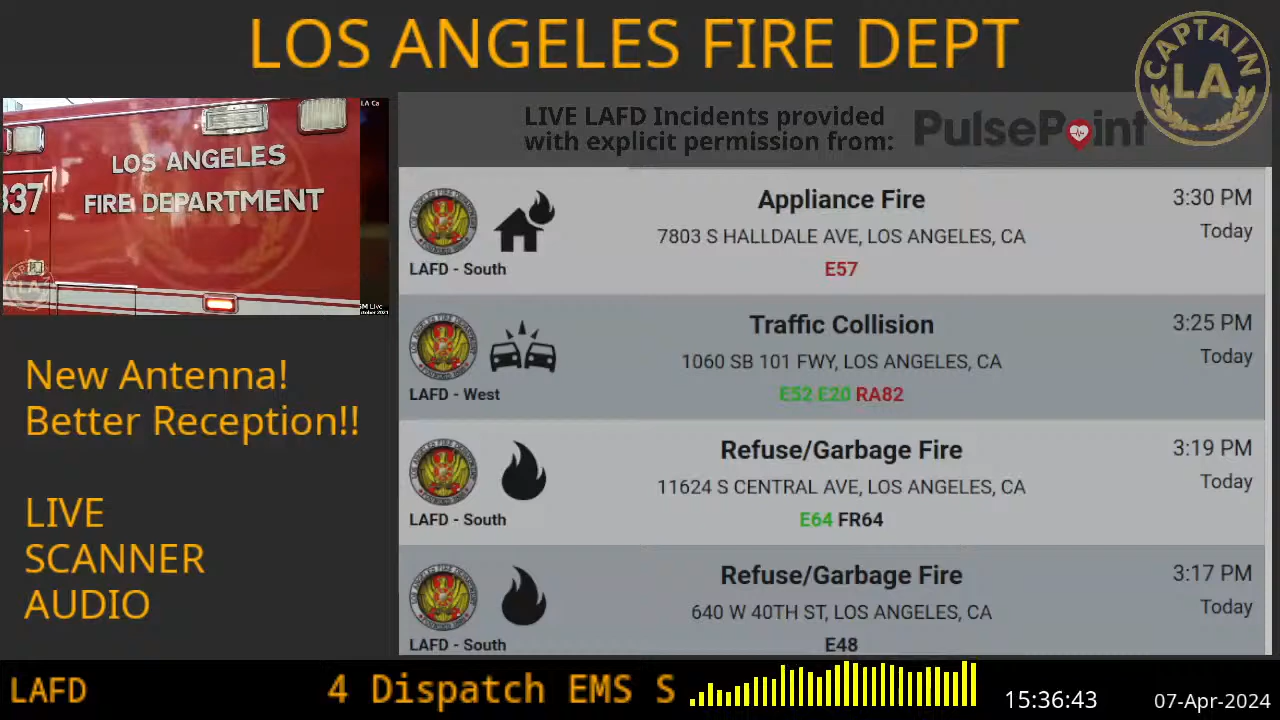 LOS ANGELES FIRE DEPT
CAPTAIN
LA
LIVE LAFD Incidents provided
with explicit permission from:
PulsePoint
LA Ca
LOS ANGELES
FIRE DEPARTMENT
337
LA
New Antenna!
Better Reception!!
LIVE
SCANNER
AUDIO
Appliance Fire
3:30 PM
7803 S HALLDALE AVE, LOS ANGELES, CA
Today
LAFD - South
E57
Traffic Collision
3:25 PM
1060 SB 101 FWY, LOS ANGELES, CA
Today
LAFD - West
E52 E20 RA82
Refuse/Garbage Fire
3:19 PM
11624 S CENTRAL AVE, LOS ANGELES, CA
Today
LAFD - South
E64 FR64
Refuse/Garbage Fire
3:17 PM
640 W 40TH ST, LOS ANGELES, CA
Today
LAFD - South
E48
LAFD
4 Dispatch EMS S
15:36:43
07-Apr-2024